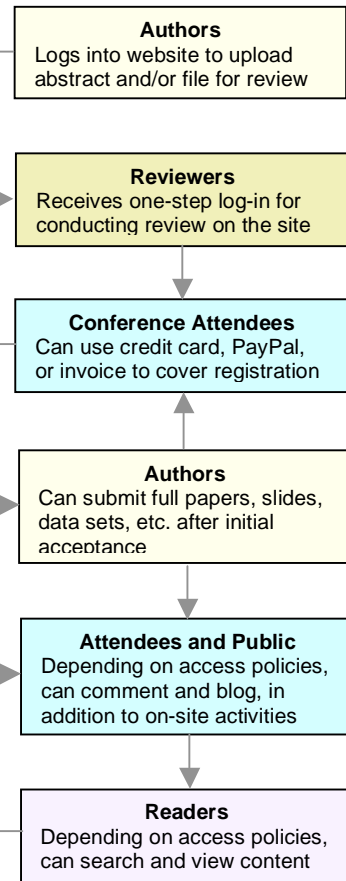 Authors
Logs into website to upload
abstract and/or file for review
Reviewers
Receives one-step log-in for
conducting review on the site
Conference Attendees
Can use credit card, PayPal,
or invoice to cover registration
Authors
Can submit full papers, slides,
data sets, etc. after initial
acceptance
Attendees and Public
Depending on access policies,
can comment and blog, in
addition to on-site activities
Readers
Depending on access policies,
can search and view content